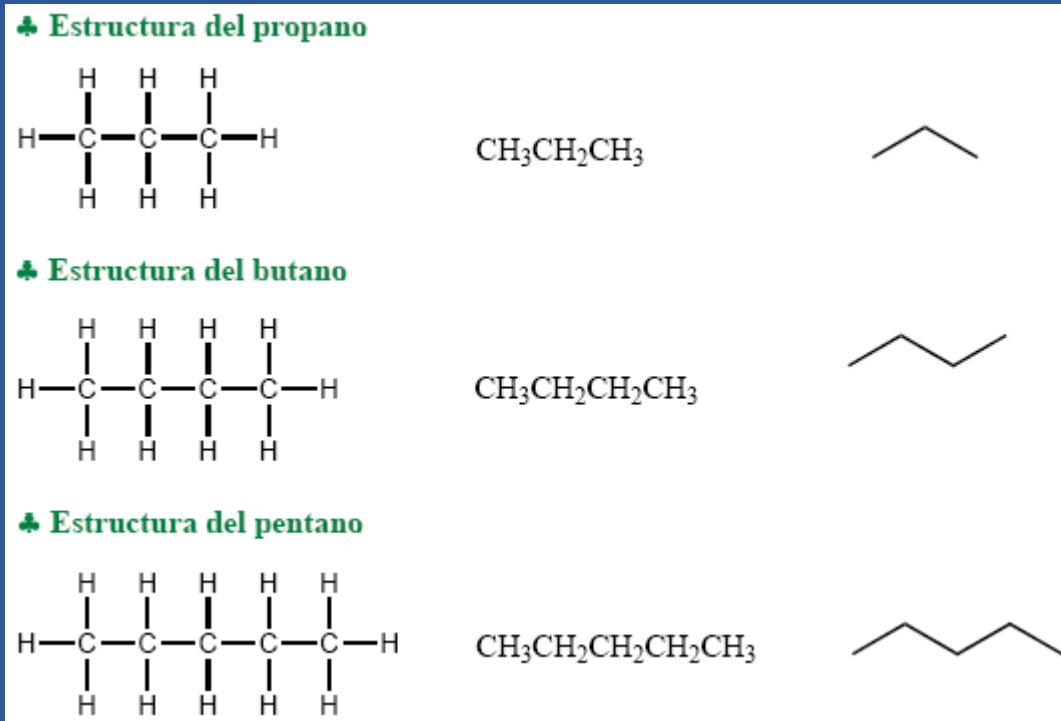 ♣ Estructura del propano
H H H
H C C C H
H H H
CH₃CH₂CH₃
♣ Estructura del butano
H H H H
H C C C C H
H H H H
CH₃CH₂CH₂CH₃
♣ Estructura del pentano
H H H H H
H C C C C C H
H H H H H
CH₃CH₂CH₂CH₂CH₃